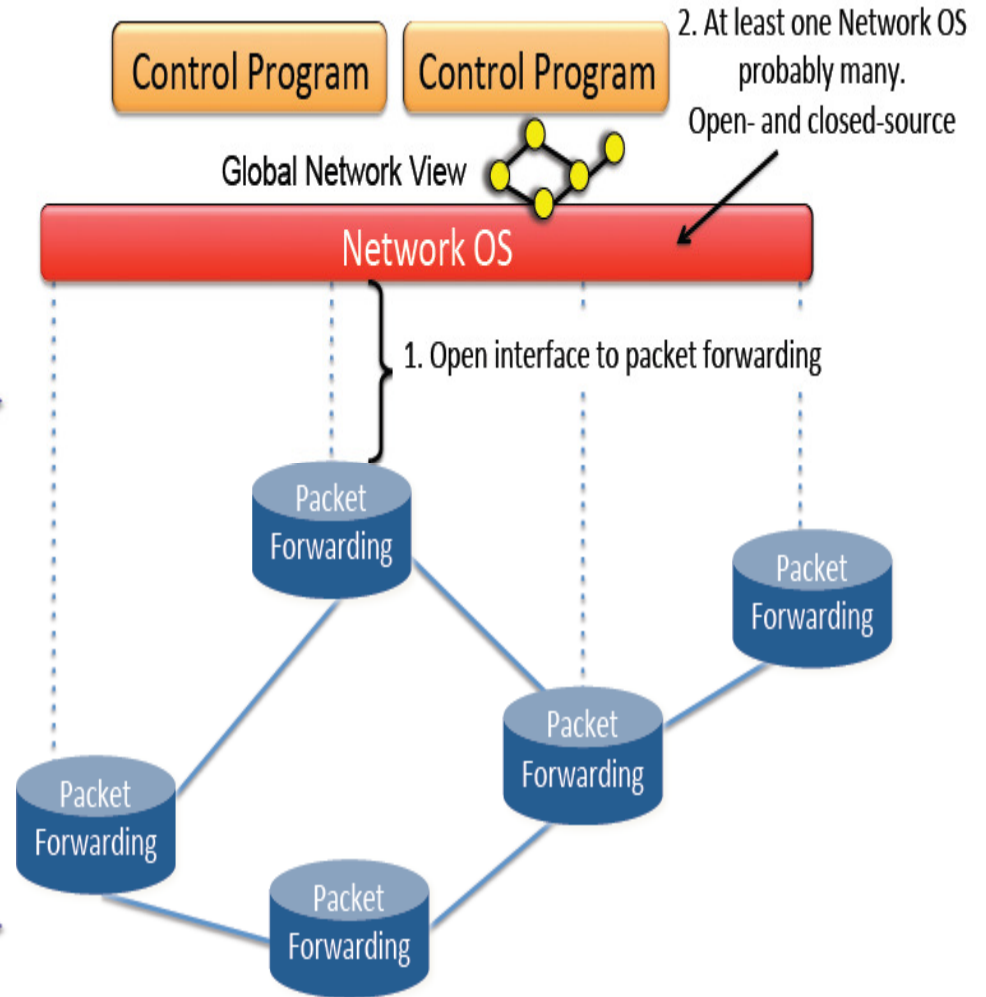 2. At least one Network OS
probably many.
Open- and closed-source
Control Program
Control Program
Global Network View
Network OS
1. Open interface to packet forwarding
Packet
Forwarding
Packet
Forwarding
Packet
Forwarding
Packet
Forwarding
Packet
Forwarding